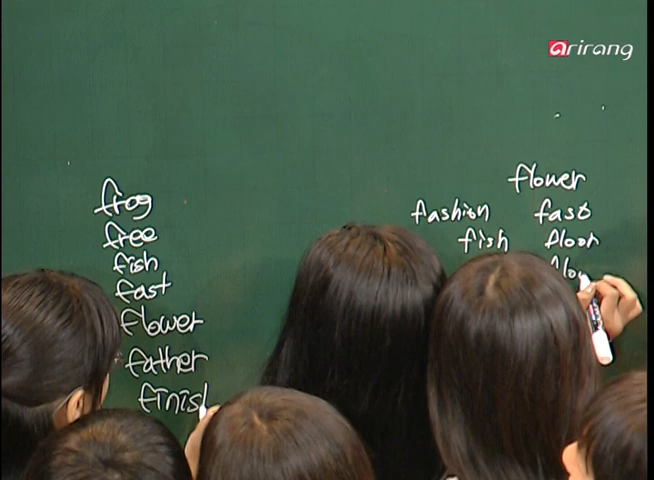 arirang
frog
free
fish
fast
flower
father
finish
flower
fashion fast
fish floor